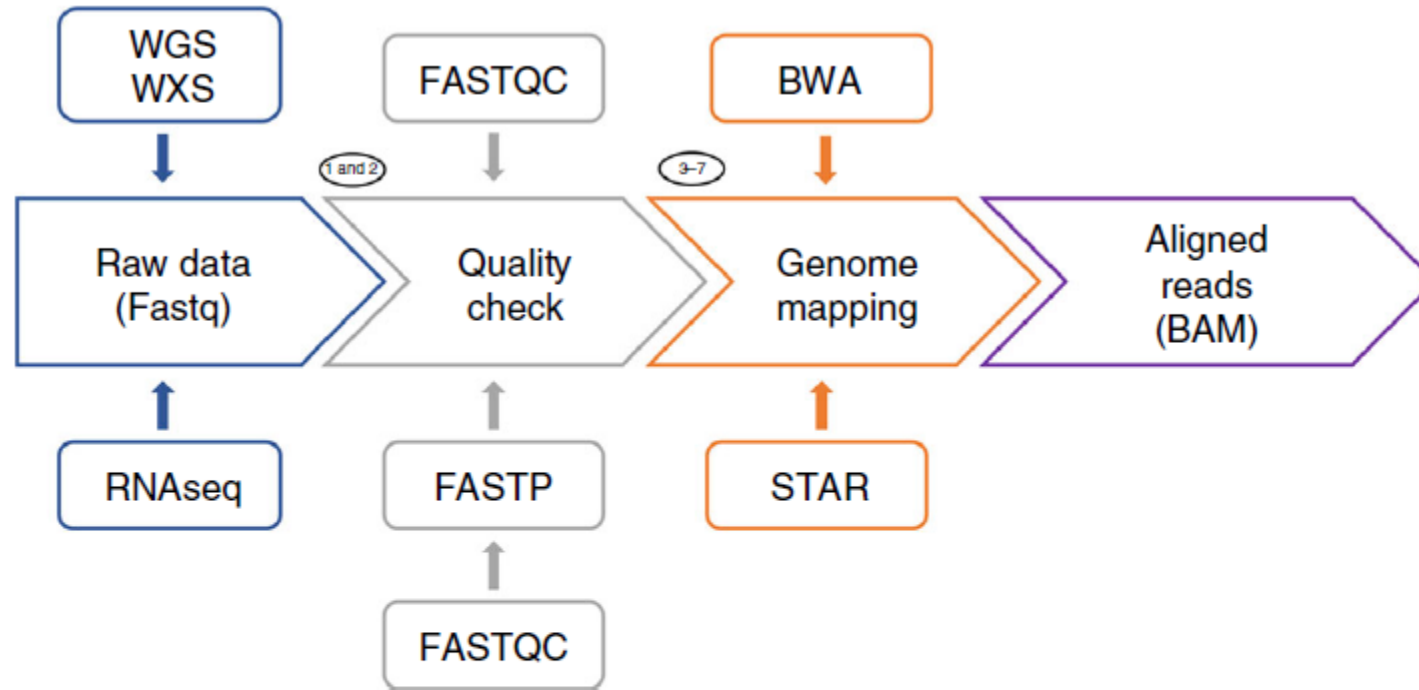 WGS
WXS
FASTQC
BWA
1 and 2
3–7
Raw data
(Fastq)
Quality
check
Genome
mapping
Aligned
reads
(BAM)
RNAseq
FASTP
STAR
FASTQC